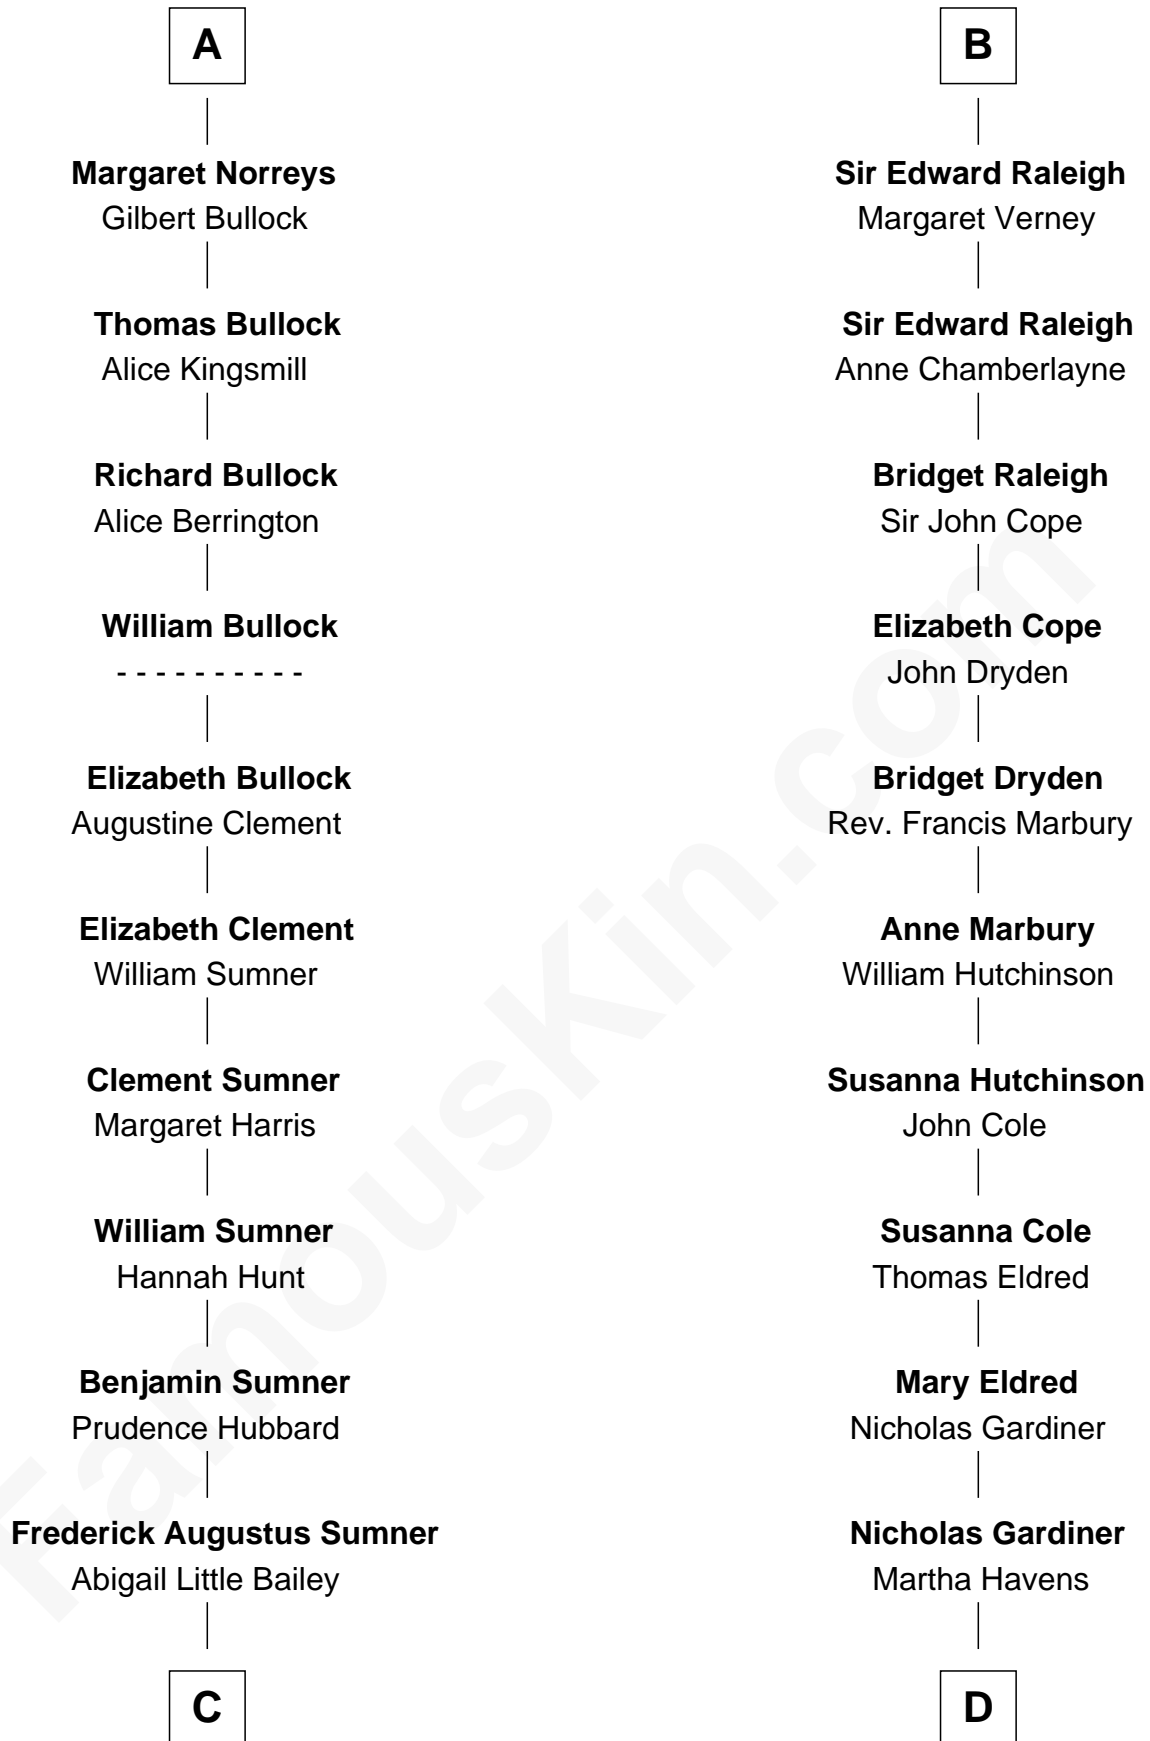 A
Margaret Norreys
Gilbert Bullock
Thomas Bullock
Alice Kingsmill
Richard Bullock
Alice Berrington
William Bullock
- - - - - - - - - -
Elizabeth Bullock
Augustine Clement
Elizabeth Clement
William Sumner
Clement Sumner
Margaret Harris
William Sumner
Hannah Hunt
Benjamin Sumner
Prudence Hubbard
Frederick Augustus Sumner
Abigail Little Bailey
C
B
Sir Edward Raleigh
Margaret Verney
Sir Edward Raleigh
Anne Chamberlayne
Bridget Raleigh
Sir John Cope
Elizabeth Cope
John Dryden
Bridget Dryden
Rev. Francis Marbury
Anne Marbury
William Hutchinson
Susanna Hutchinson
John Cole
Susanna Cole
Thomas Eldred
Mary Eldred
Nicholas Gardiner
Nicholas Gardiner
Martha Havens
D
FamousKin.com